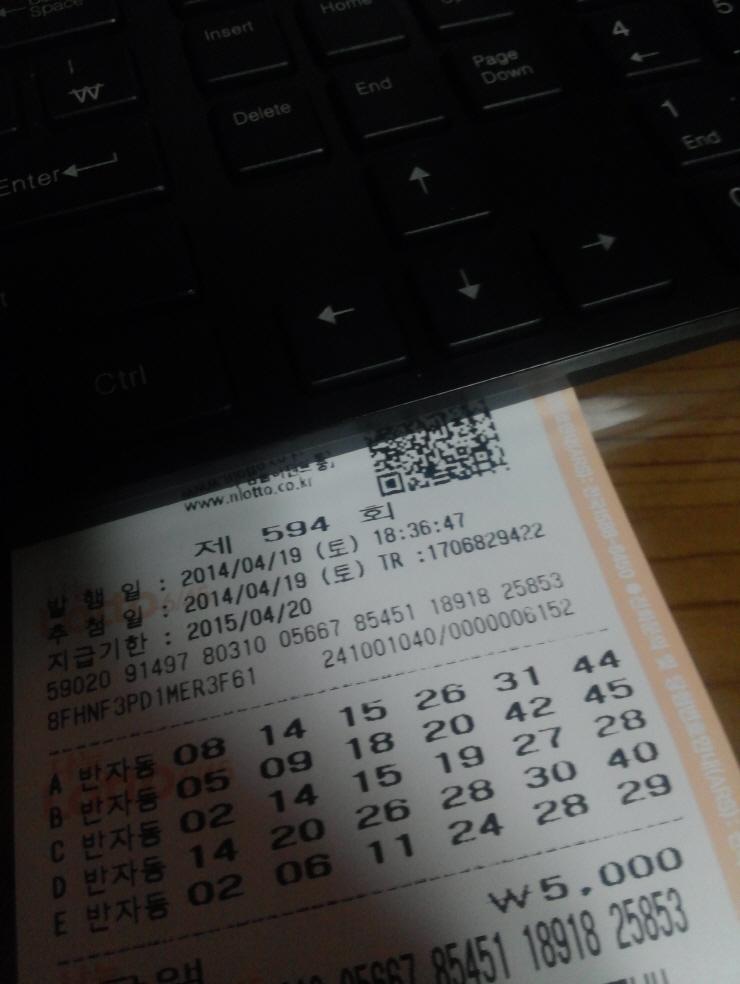 Space
Insert
Home
4
5
₩
Delete
End
Page Down
1
End
Enter
Ctrl
www.nlotto.co.kr
제 594 회
발 행 일 : 2014/04/19 (토) 18:36:47
추 첨 일 : 2014/04/19 (토) TR :1706829422
지급기한 : 2015/04/20
59020 91497 80310 05667 85451 18918 25853
8FHNF3PD1MER3F61 241001040/0000006152
A 반자동 08 14 15 26 31 44
B 반자동 05 09 18 20 42 45
C 반자동 02 14 15 19 27 28
D 반자동 14 20 26 28 30 40
E 반자동 02 06 11 24 28 29
₩5,000
05667 85451 18918 25853